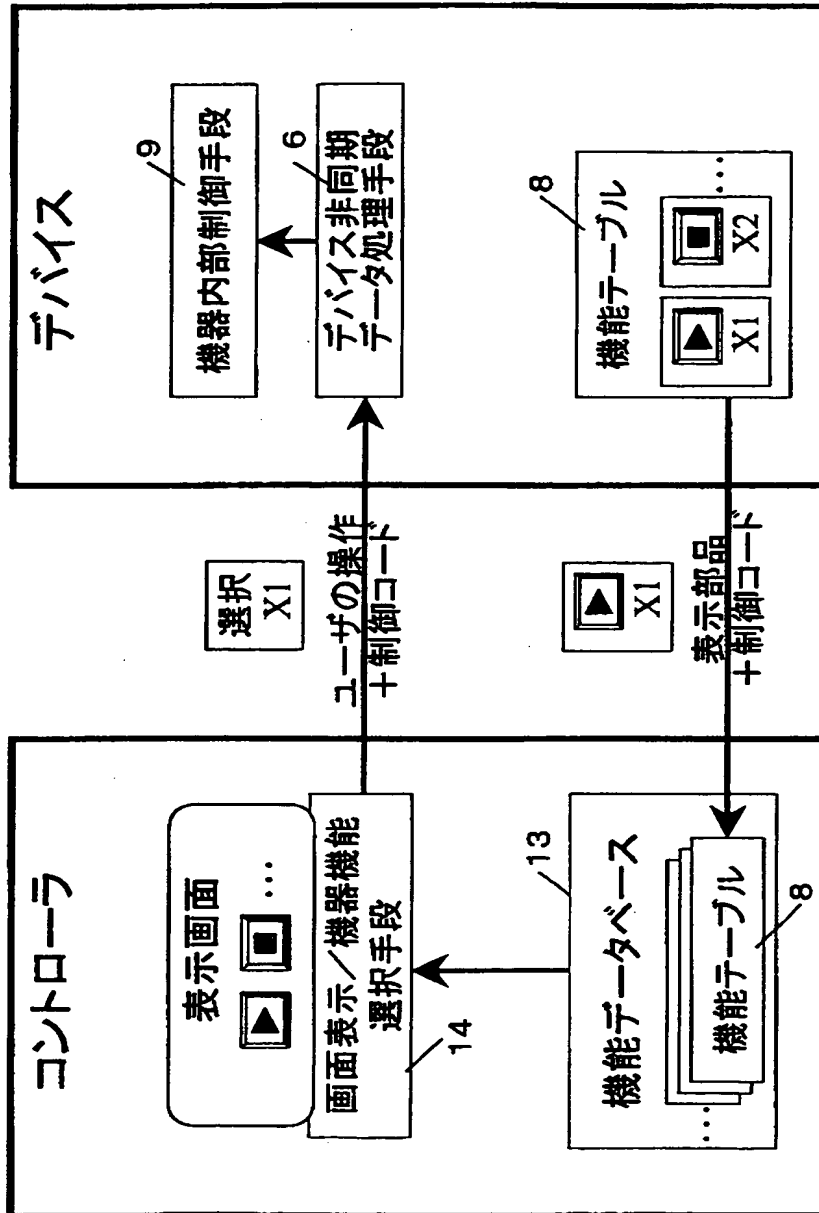 コントローラ
表示画面
…
画面表示／機器機能
選択手段
14
機能データベース
13
機能テーブル
8
…
選択
X1
ユーザの操作
＋制御コード
X1
表示部品
＋制御コード
デバイス
機器内部制御手段
9
デバイス非同期
データ処理手段
6
機能テーブル
8
X1
X2
…